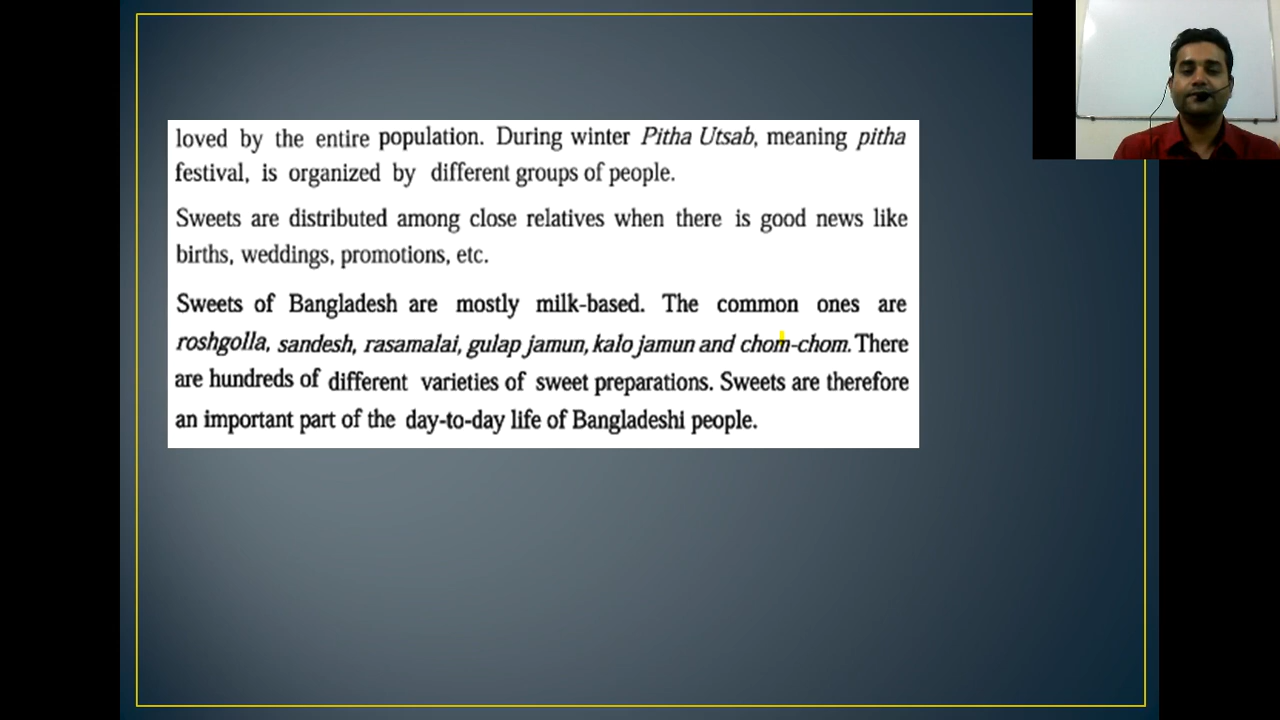 loved by the entire population. During winter Pitha Utsab, meaning pitha
festival, is organized by different groups of people.
Sweets are distributed among close relatives when there is good news like
births, weddings, promotions, etc.
Sweets of Bangladesh are mostly milk-based. The common ones are
roshgolla, sandesh, rasamalai, gulap jamun, kalo jamun and chom-chom. There
are hundreds of different varieties of sweet preparations. Sweets are therefore
an important part of the day-to-day life of Bangladeshi people.